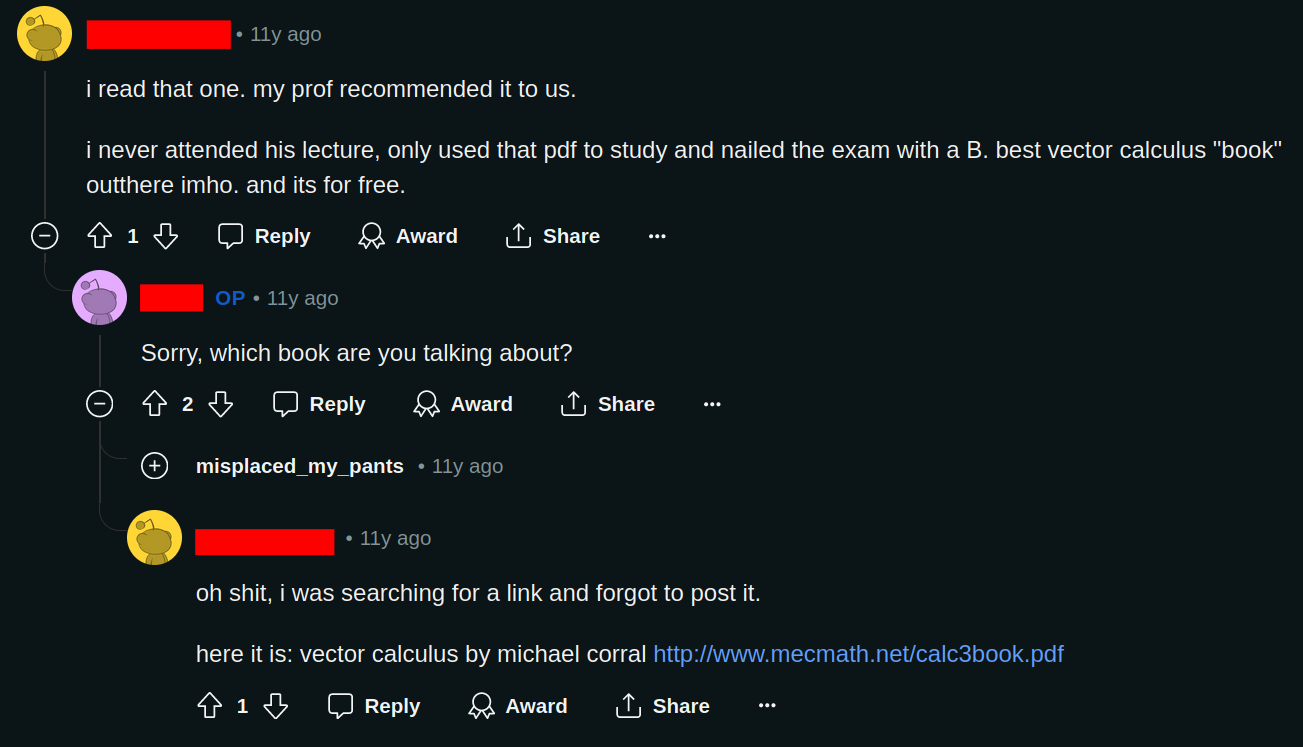 • 11y ago
i read that one. my prof recommended it to us.
i never attended his lecture, only used that pdf to study and nailed the exam with a B. best vector calculus "book"
outthere imho. and its for free.
1 Reply Award Share ...
OP • 11y ago
Sorry, which book are you talking about?
2 Reply Award Share ...
misplaced_my_pants • 11y ago
• 11y ago
oh shit, i was searching for a link and forgot to post it.
here it is: vector calculus by michael corral http://www.mecmath.net/calc3book.pdf
1 Reply Award Share ...